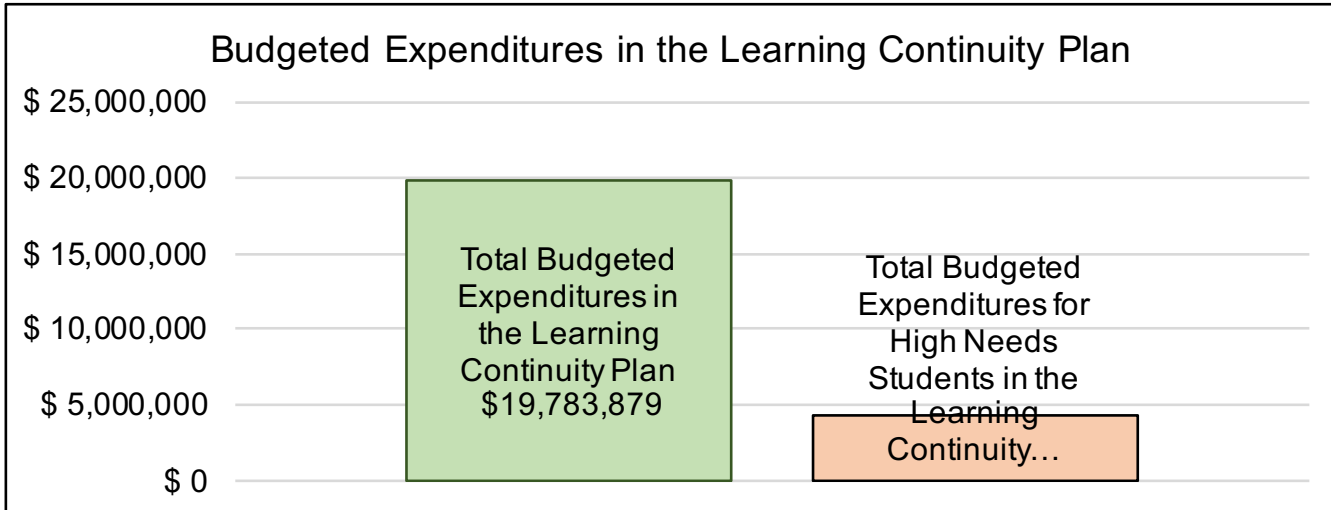 Budgeted Expenditures in the Learning Continuity Plan
$ 25,000,000
$ 20,000,000
$ 15,000,000
$ 10,000,000
$ 5,000,000
$ 0
Total Budgeted
Expenditures in
the Learning
Continuity Plan
$19,783,879
Total Budgeted
Expenditures for
High Needs
Students in the
Learning
Continuity…